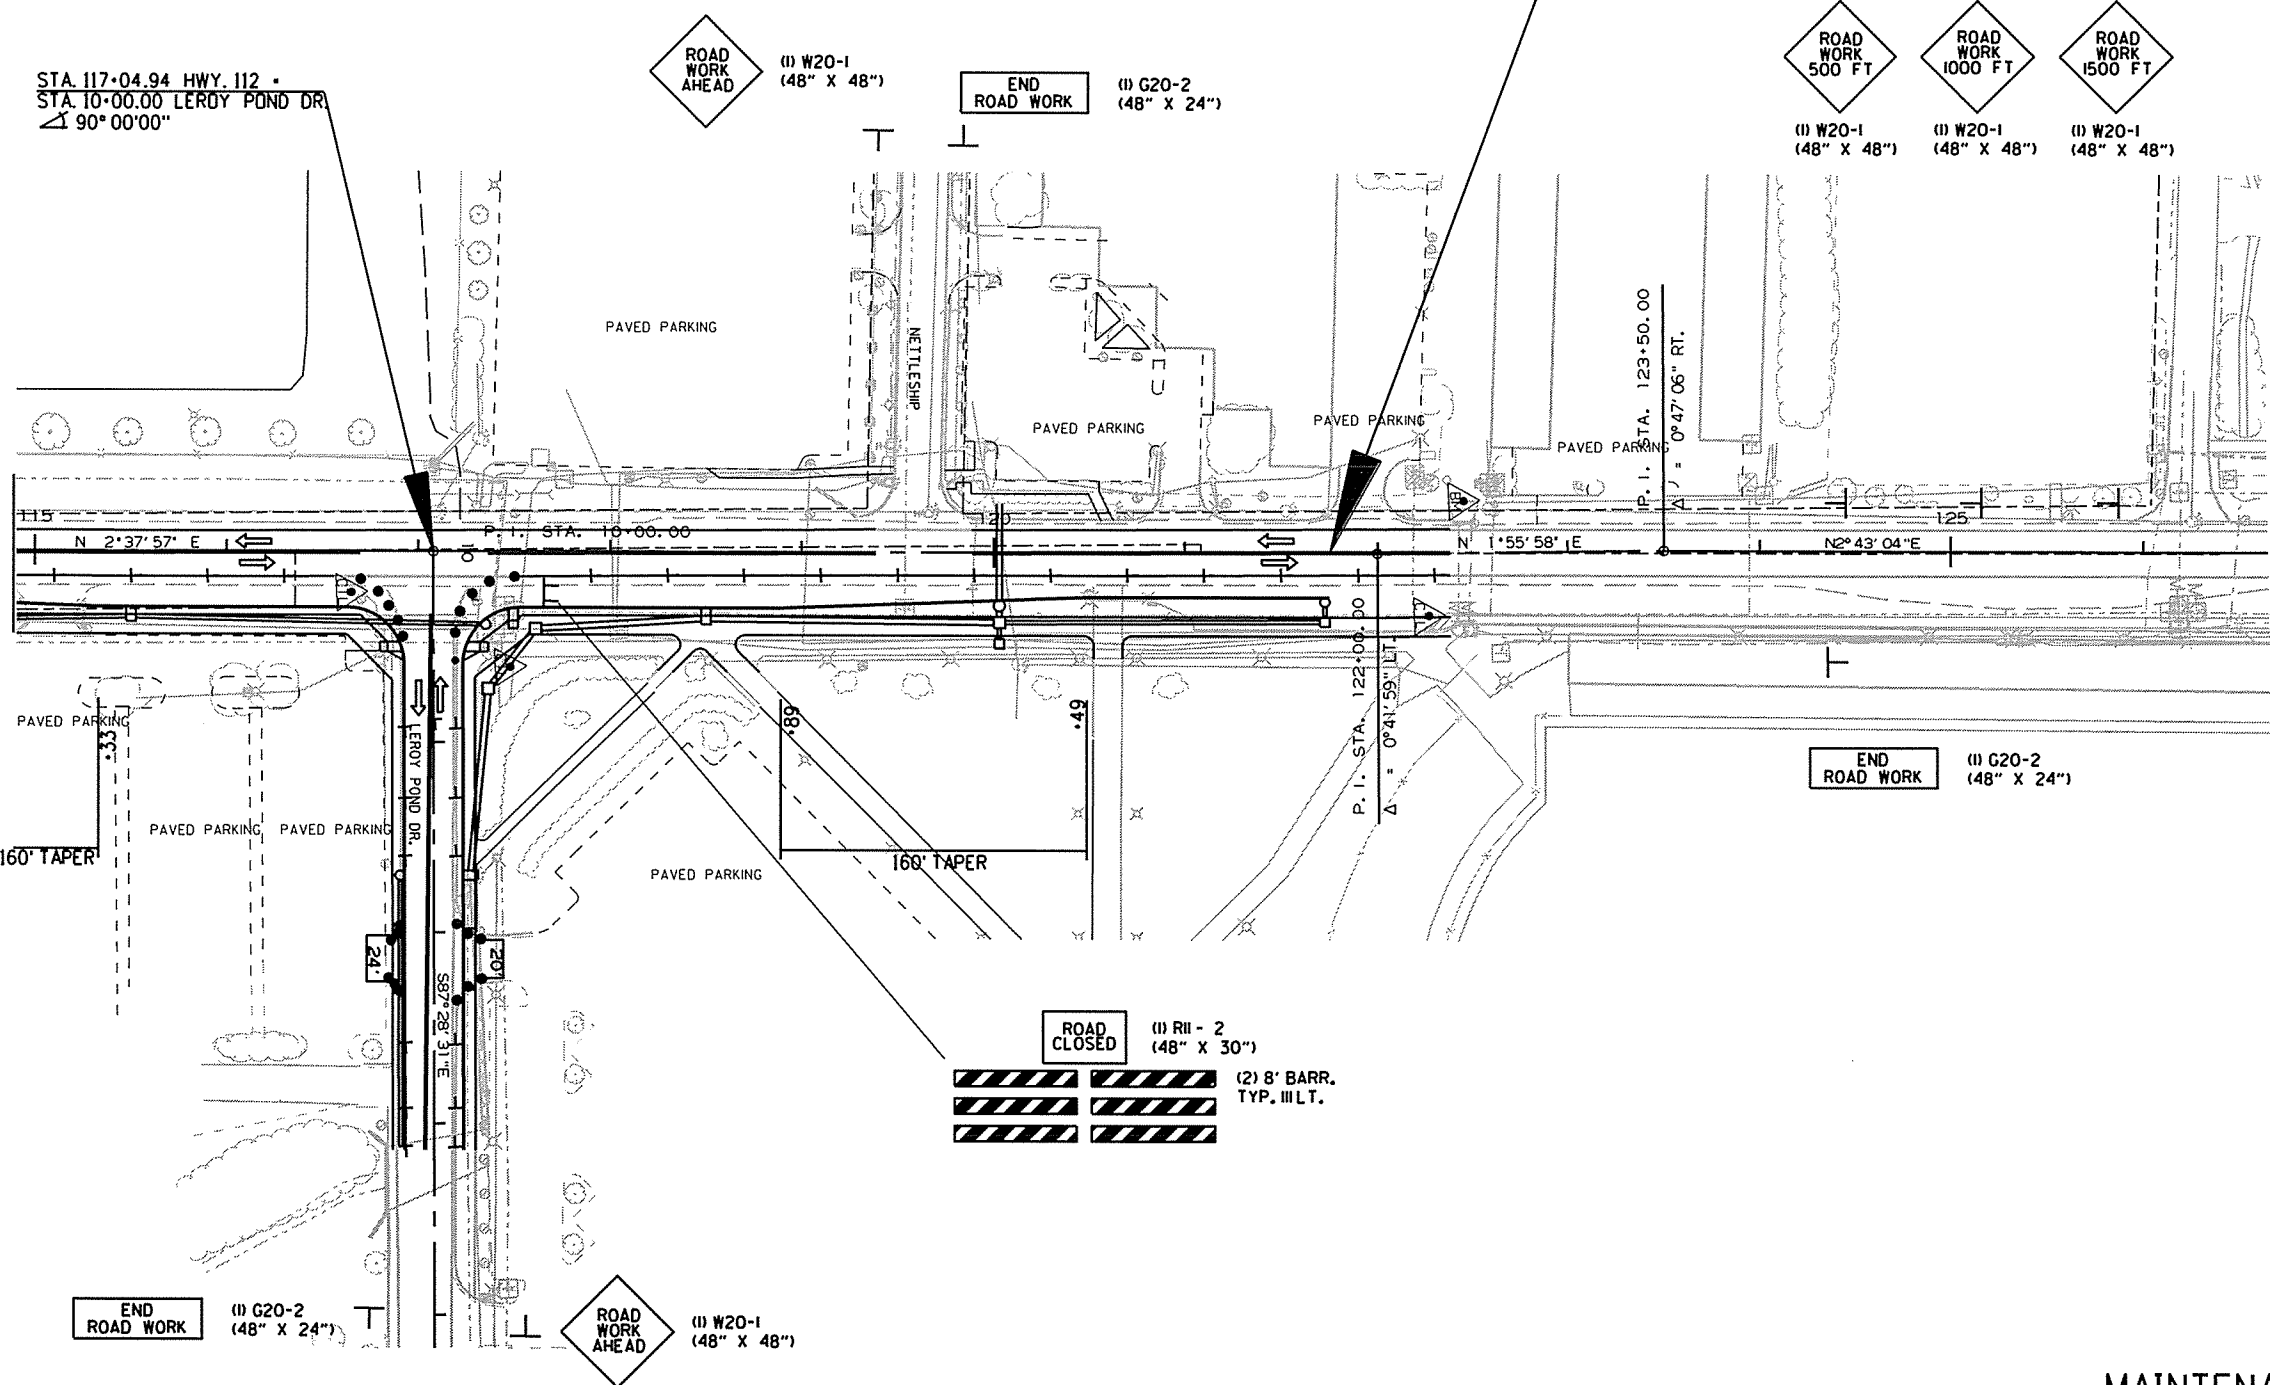 ROAD
WORK
AHEAD
(1) W20-1
(48" X 48")
END
ROAD WORK
(1) G20-2
(48" X 24")
ROAD
WORK
500 FT
ROAD
WORK
1000 FT
ROAD
WORK
1500 FT
(1) W20-1
(48" X 48")
(1) W20-1
(48" X 48")
(1) W20-1
(48" X 48")
STA. 117+04.94 HWY. 112 =
STA. 10+00.00 LEROY POND DR.
90° 00'00"
PAVED PARKING
NETTLESHIP
PAVED PARKING
PAVED PARKING
PAVED PARKING
P. I. STA. 123+50.00
Δ = 0°47'06" RT.
115
N 2°37'57" E
P. I. STA. 10+00.00
10
120
N 1°55'58" E
125
N2°43'04"E
P. I. STA. 122+00.00
Δ = 0°41'59" LT.
PAVED PARKING
+.33
160' TAPER
PAVED PARKING
PAVED PARKING
LEROY POND DR.
PAVED PARKING
+.89
+.49
160' TAPER
24'
20'
S87°28'31"E
END
ROAD WORK
(1) G20-2
(48" X 24")
ROAD
CLOSED
(1) R11- 2
(48" X 30")
(2) 8' BARR.
TYP. III LT.
END
ROAD WORK
(1) G20-2
(48" X 24")
ROAD
WORK
AHEAD
(1) W20-1
(48" X 48")